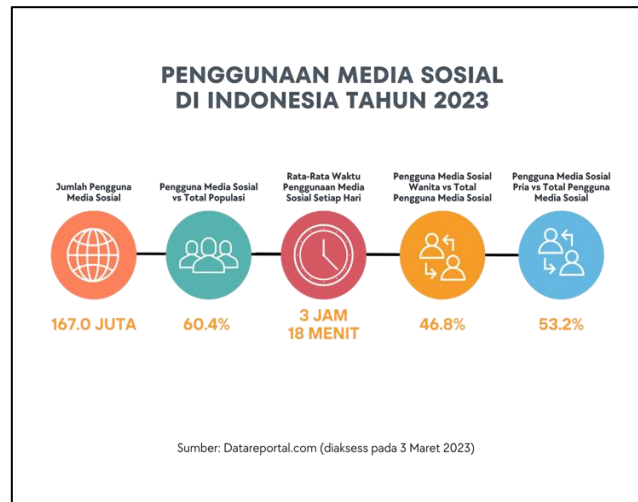 PENGGUNAAN MEDIA SOSIAL
DI INDONESIA TAHUN 2023
Jumlah Pengguna
Media Sosial
167.0 JUTA
Pengguna Media Sosial
vs Total Populasi
60.4%
Rata-Rata Waktu
Penggunaan Media
Sosial Setiap Hari
3 JAM
18 MENIT
Pengguna Media Sosial
Wanita vs Total
Pengguna Media Sosial
46.8%
Pengguna Media Sosial
Pria vs Total Pengguna
Media Sosial
53.2%
Sumber: Datareportal.com (diaksess pada 3 Maret 2023)